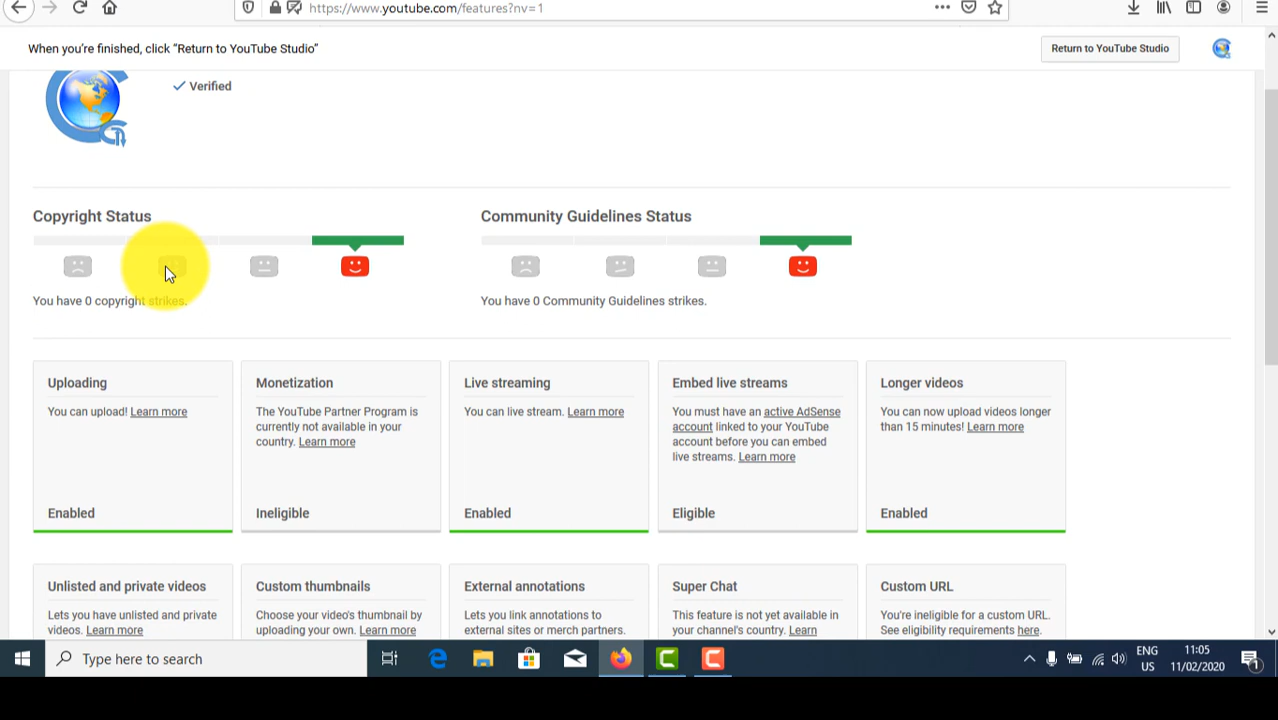 https://www.youtube.com/features?nv=1
When you're finished, click “Return to YouTube Studio”
Return to YouTube Studio
Verified
Copyright Status
Community Guidelines Status
You have 0 copyright strikes.
You have 0 Community Guidelines strikes.
Uploading
You can upload! Learn more
Enabled
Monetization
The YouTube Partner Program is
currently not available in your
country. Learn more
Ineligible
Live streaming
You can live stream. Learn more
Enabled
Embed live streams
You must have an active AdSense
account linked to your YouTube
account before you can embed
live streams. Learn more
Eligible
Longer videos
You can now upload videos longer
than 15 minutes! Learn more
Enabled
Unlisted and private videos
Lets you have unlisted and private
videos. Learn more
Custom thumbnails
Choose your video's thumbnail by
uploading your own. Learn more
External annotations
Lets you link annotations to
external sites or merch partners.
Super Chat
This feature is not yet available in
your channel's country. Learn
Custom URL
You're ineligible for a custom URL.
See eligibility requirements here.
Type here to search
ENG
US
11:05
11/02/2020
1